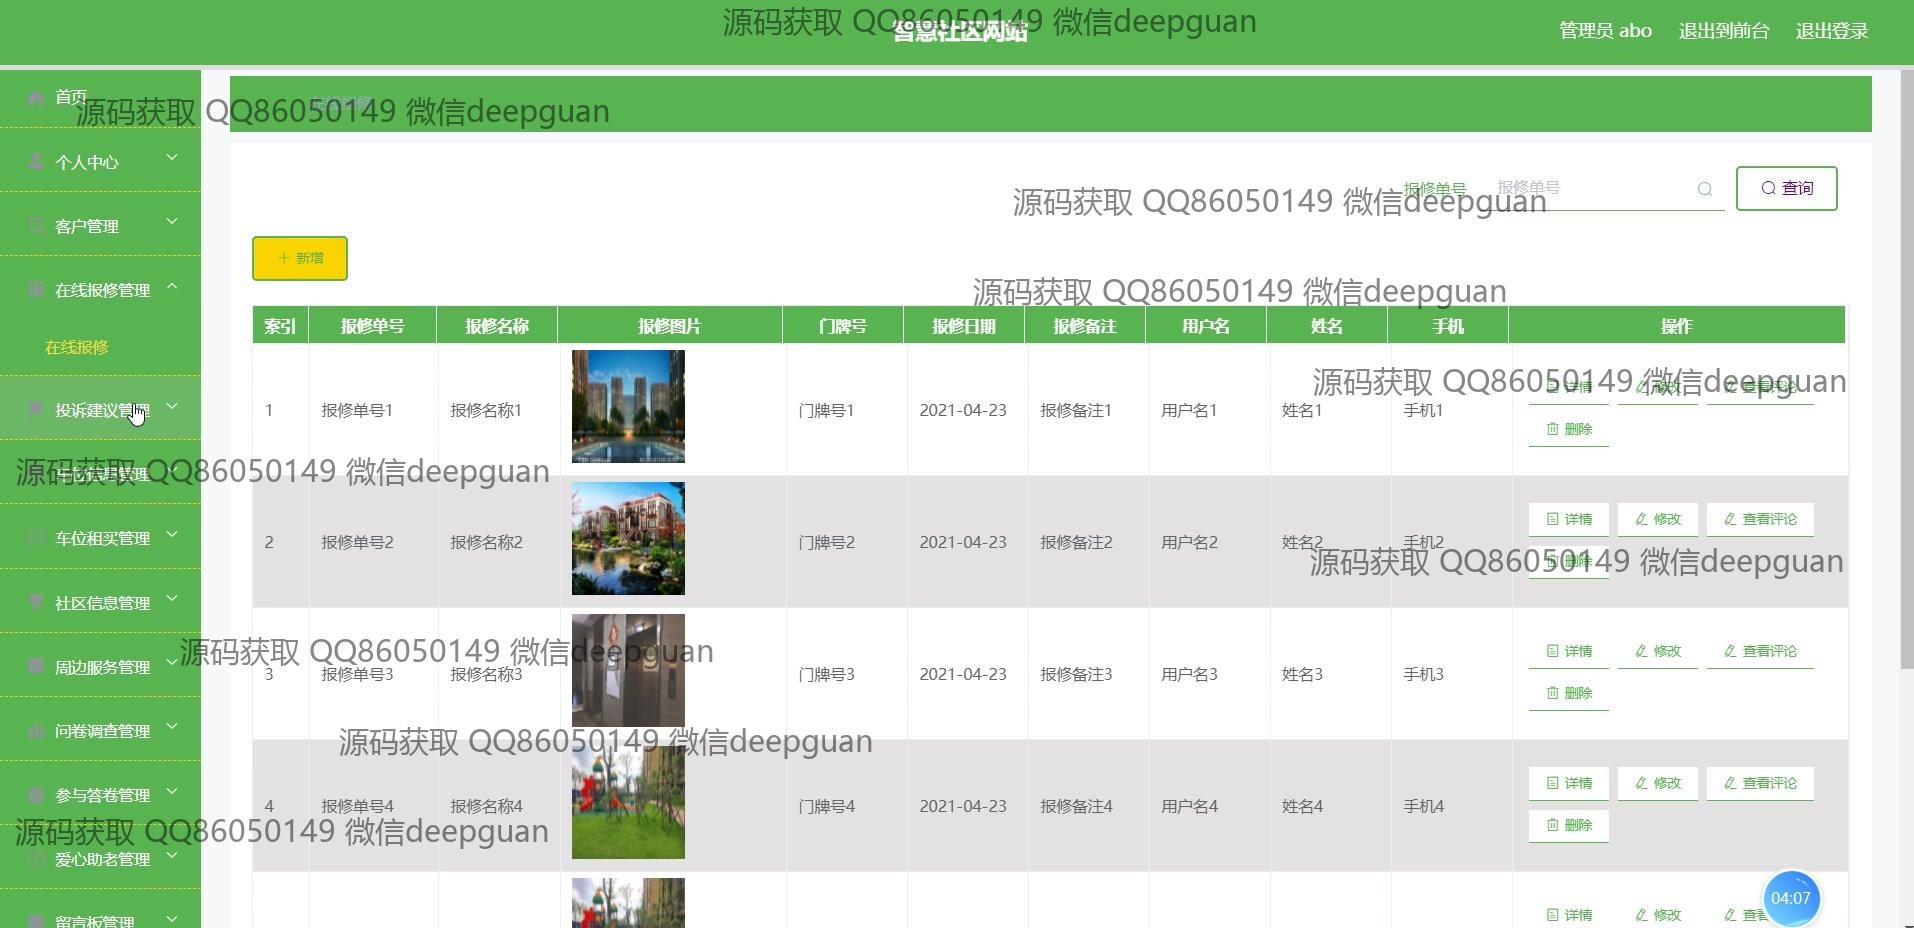 智慧社区网站
源码获取 QQ86050149 微信deepguan
管理员 abo 退出到前台 退出登录
首页
源码获取 QQ86050149 微信deepguan
个人中心
客户管理
在线报修管理
在线报修
投诉建议管理
车位信息管理
源码获取 QQ86050149 微信deepguan
车位租买管理
社区信息管理
周边服务管理
问卷调查管理
参与答卷管理
源码获取 QQ86050149 微信deepguan
爱心助老管理
留言板管理
在线报修
报修单号 报修单号 查询
源码获取 QQ86050149 微信deepguan
新增
源码获取 QQ86050149 微信deepguan
索引 报修单号 报修名称 报修图片 门牌号 报修日期 报修备注 用户名 姓名 手机 操作
源码获取 QQ86050149 微信deepguan
1 报修单号1 报修名称1 门牌号1 2021-04-23 报修备注1 用户名1 姓名1 手机1 详情 修改 查看评论
删除
2 报修单号2 报修名称2 门牌号2 2021-04-23 报修备注2 用户名2 姓名2 手机2 详情 修改 查看评论
删除
源码获取 QQ86050149 微信deepguan
源码获取 QQ86050149 微信deepguan
3 报修单号3 报修名称3 门牌号3 2021-04-23 报修备注3 用户名3 姓名3 手机3 详情 修改 查看评论
删除
源码获取 QQ86050149 微信deepguan
4 报修单号4 报修名称4 门牌号4 2021-04-23 报修备注4 用户名4 姓名4 手机4 详情 修改 查看评论
删除
详情 修改 查看
04:07